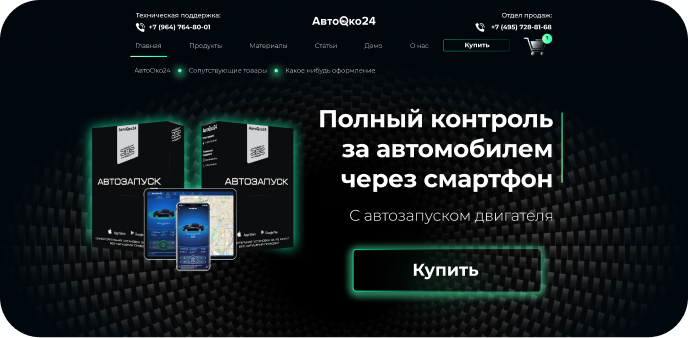 Техническая поддержка:
+7 (964) 764-80-01
АвтоОко24
Отдел продаж:
+7 (495) 728-81-68
Главная
Продукты
Материалы
Статьи
Демо
О нас
Купить
1
АвтоОко24
Сопутствующие товары
Какое нибудь оформление
Полный контроль
за автомобилем
через смартфон
С автозапуском двигателя
Купить
АвтоОко24
АВТОЗАПУСК
АвтоОко24
АВТОЗАПУСК